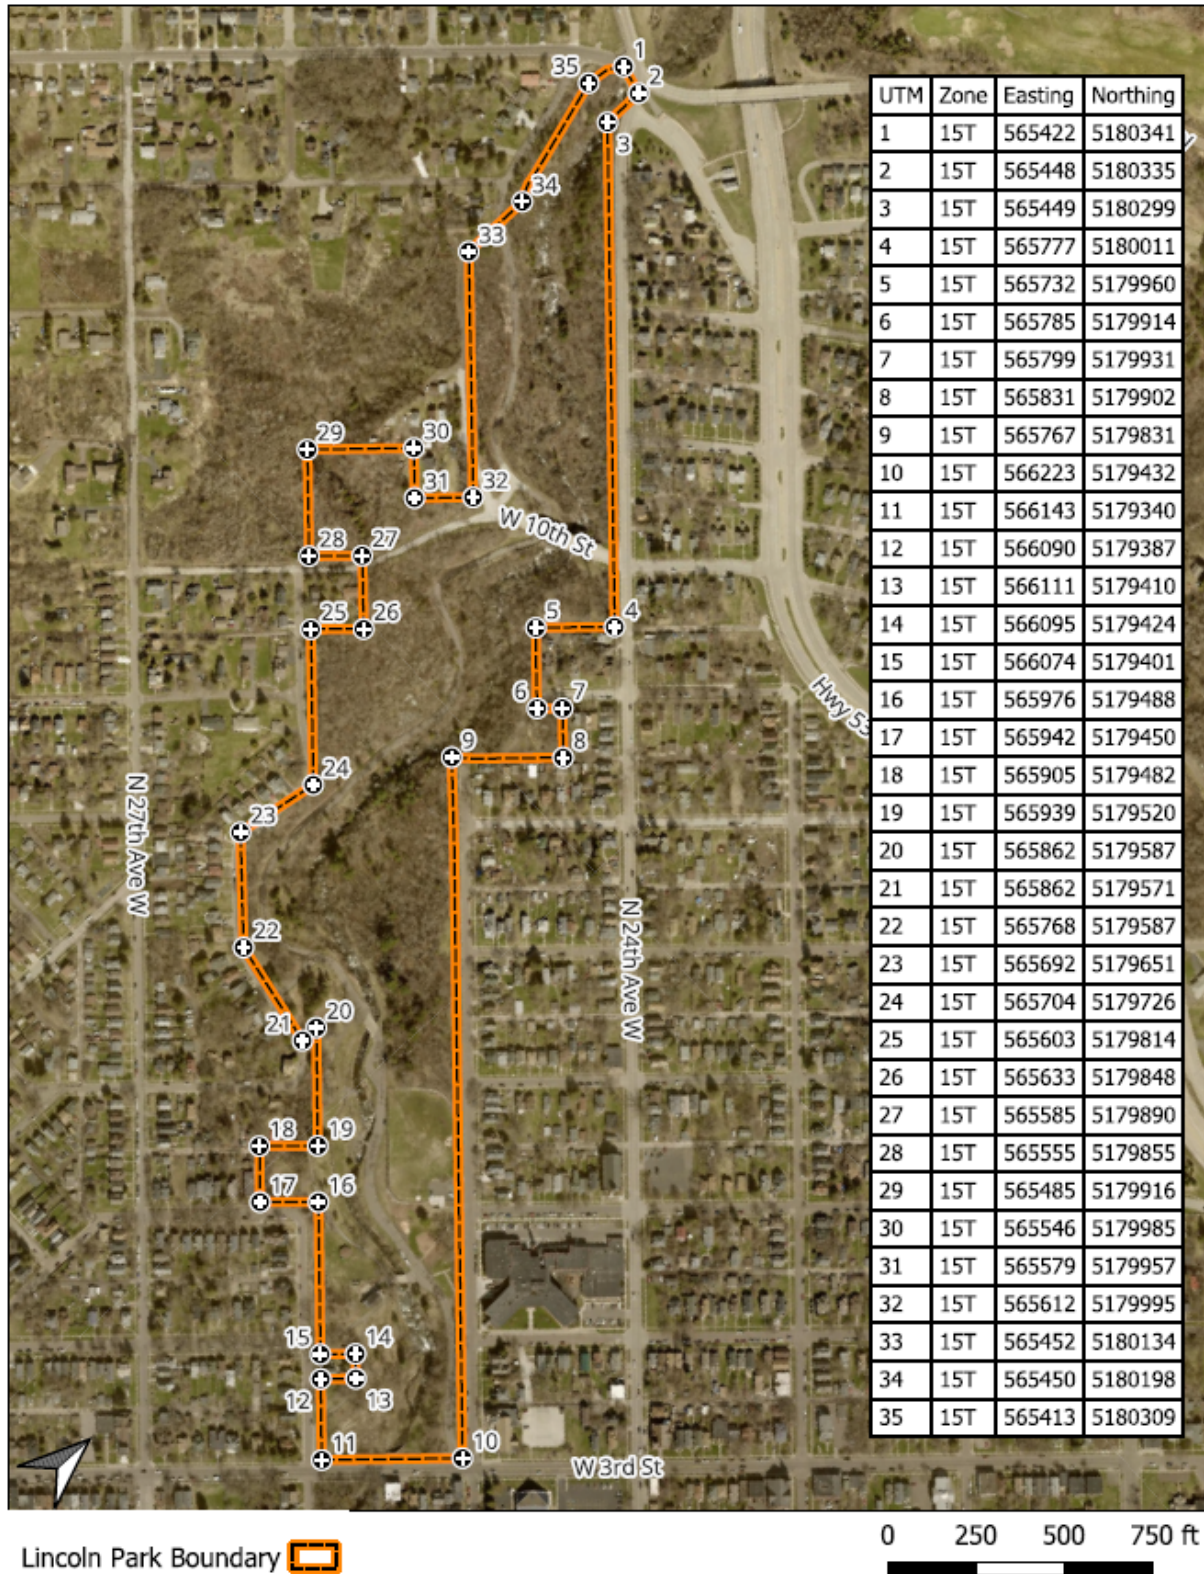 1
35
2
3
34
33
29
30
31
32
W 10th St
28
27
25
26
5
4
6
7
9
8
Hwy 53
24
N 27th Ave W
23
N 24th Ave W
22
20
21
18
19
17
16
15
14
12
13
11
10
W 3rd St
UTM Zone Easting Northing
1 15T 565422 5180341
2 15T 565448 5180335
3 15T 565449 5180299
4 15T 565777 5180011
5 15T 565732 5179960
6 15T 565785 5179914
7 15T 565799 5179931
8 15T 565831 5179902
9 15T 565767 5179831
10 15T 566223 5179432
11 15T 566143 5179340
12 15T 566090 5179387
13 15T 566111 5179410
14 15T 566095 5179424
15 15T 566074 5179401
16 15T 565976 5179488
17 15T 565942 5179450
18 15T 565905 5179482
19 15T 565939 5179520
20 15T 565862 5179587
21 15T 565862 5179571
22 15T 565768 5179587
23 15T 565692 5179651
24 15T 565704 5179726
25 15T 565603 5179814
26 15T 565633 5179848
27 15T 565585 5179890
28 15T 565555 5179855
29 15T 565485 5179916
30 15T 565546 5179985
31 15T 565579 5179957
32 15T 565612 5179995
33 15T 565452 5180134
34 15T 565450 5180198
35 15T 565413 5180309
Lincoln Park Boundary
0 250 500 750 ft